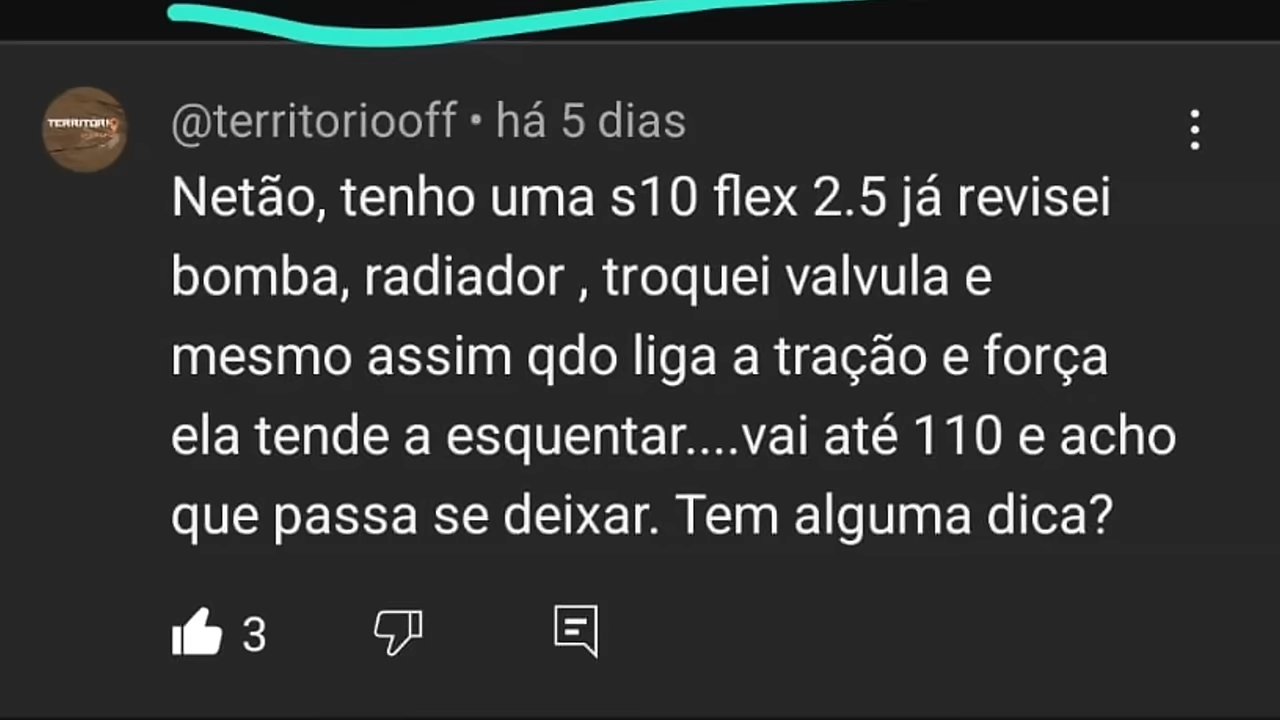 TERRITÓRIO
@territoriooff • há 5 dias
Netão, tenho uma s10 flex 2.5 já revisei
bomba, radiador , troquei valvula e
mesmo assim qdo liga a tração e força
ela tende a esquentar....vai até 110 e acho
que passa se deixar. Tem alguma dica?
3